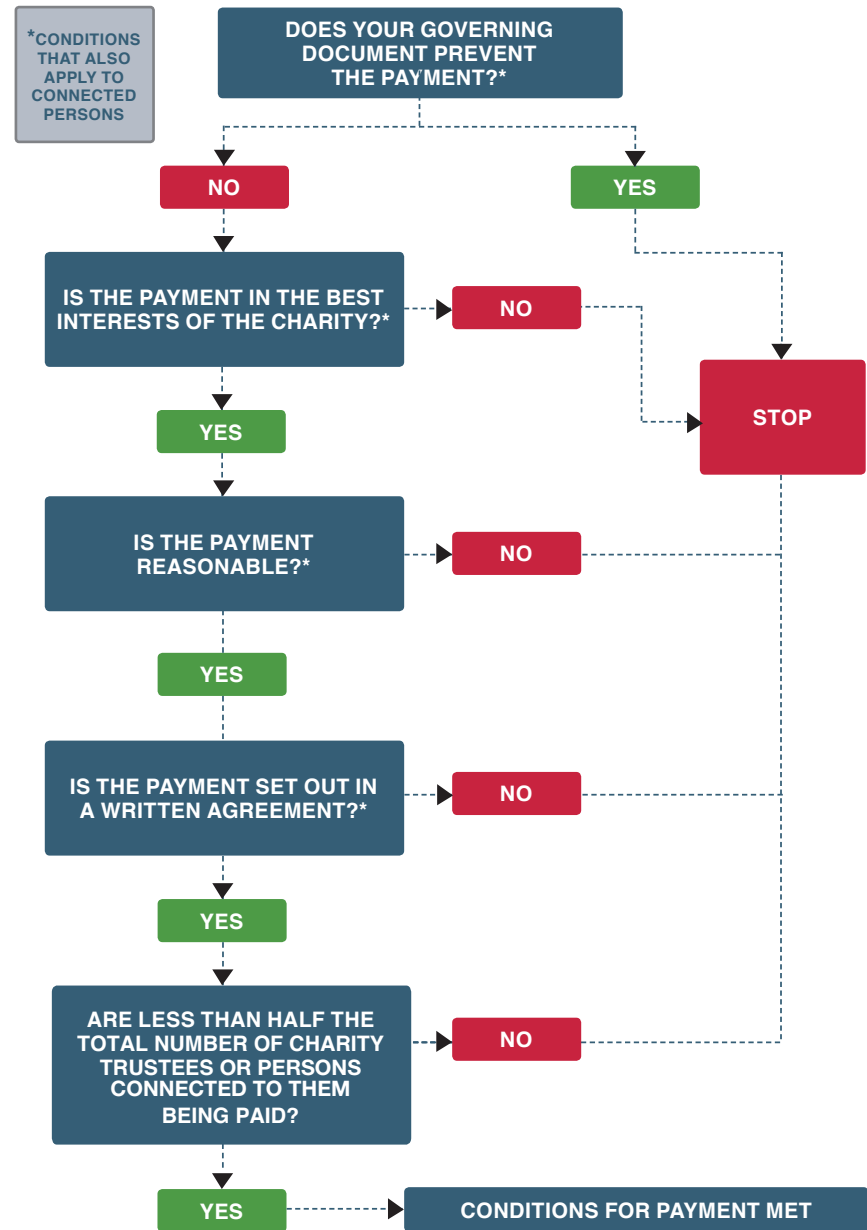 *CONDITIONS
THAT ALSO
APPLY TO
CONNECTED
PERSONS
DOES YOUR GOVERNING
DOCUMENT PREVENT
THE PAYMENT?*
NO
YES
IS THE PAYMENT IN THE BEST
INTERESTS OF THE CHARITY?*
NO
STOP
YES
IS THE PAYMENT
REASONABLE?*
NO
YES
IS THE PAYMENT SET OUT IN
A WRITTEN AGREEMENT?*
NO
YES
ARE LESS THAN HALF THE
TOTAL NUMBER OF CHARITY
TRUSTEES OR PERSONS
CONNECTED TO THEM
BEING PAID?
NO
YES
CONDITIONS FOR PAYMENT MET